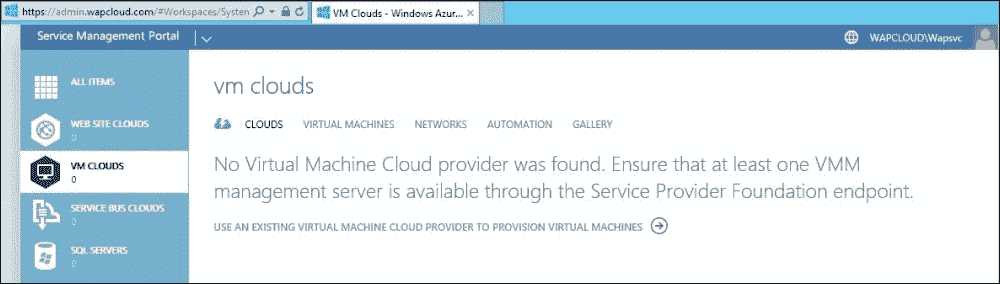 https://admin.wapcloud.com/#Workspaces/System
VM Clouds - Windows Azur...
Service Management Portal
WAPCLOUD\Wapsvc
ALL ITEMS
WEB SITE CLOUDS
0
VM CLOUDS
0
SERVICE BUS CLOUDS
0
SQL SERVERS
0
vm clouds
CLOUDS VIRTUAL MACHINES NETWORKS AUTOMATION GALLERY
No Virtual Machine Cloud provider was found. Ensure that at least one VMM
management server is available through the Service Provider Foundation endpoint.
USE AN EXISTING VIRTUAL MACHINE CLOUD PROVIDER TO PROVISION VIRTUAL MACHINES